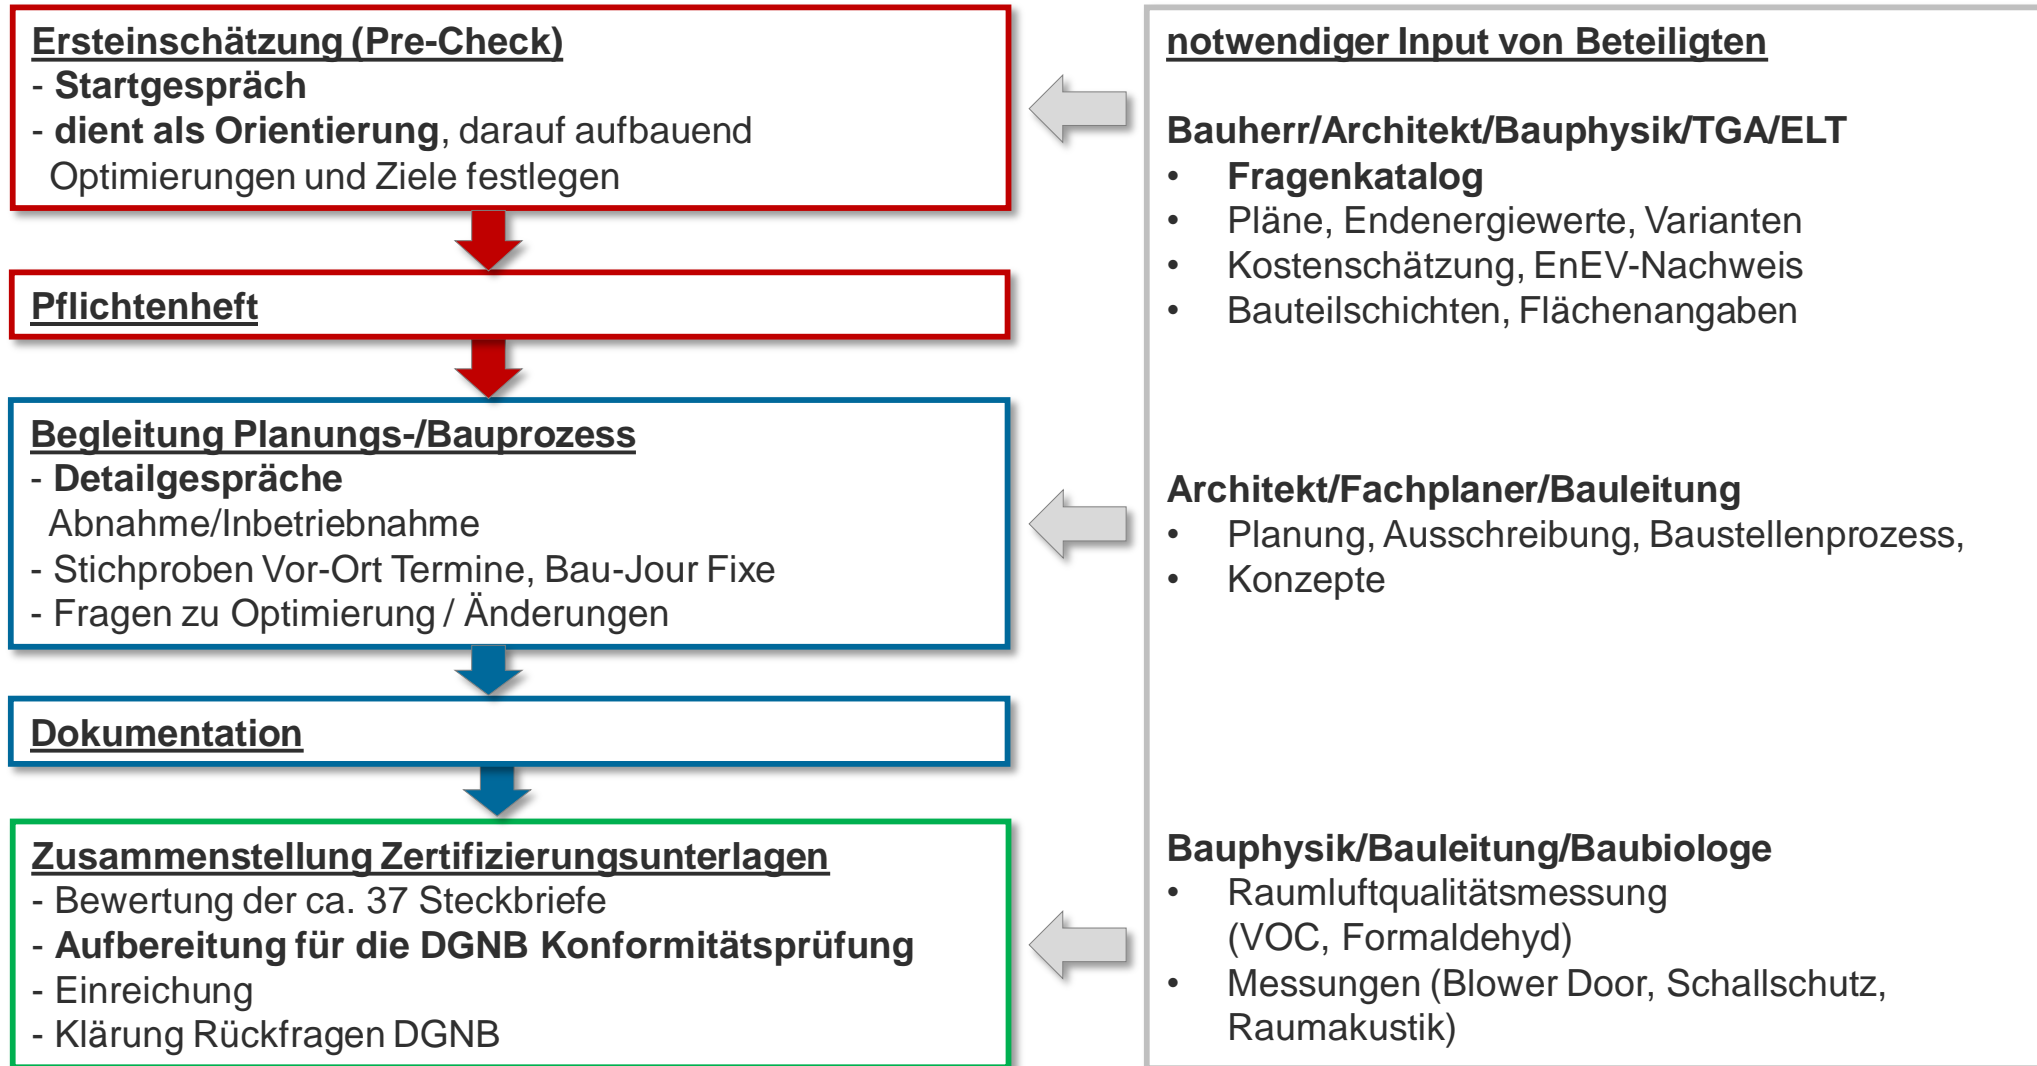 Ersteinschätzung (Pre-Check)
- Startgespräch
- dient als Orientierung, darauf aufbauend
Optimierungen und Ziele festlegen
Pflichtenheft
Begleitung Planungs-/Bauprozess
- Detailgespräche
Abnahme/Inbetriebnahme
- Stichproben Vor-Ort Termine, Bau-Jour Fixe
- Fragen zu Optimierung / Änderungen
Dokumentation
Zusammenstellung Zertifizierungsunterlagen
- Bewertung der ca. 37 Steckbriefe
- Aufbereitung für die DGNB Konformitätsprüfung
- Einreichung
- Klärung Rückfragen DGNB
notwendiger Input von Beteiligten
Bauherr/Architekt/Bauphysik/TGA/ELT
• Fragenkatalog
• Pläne, Endenergiewerte, Varianten
• Kostenschätzung, EnEV-Nachweis
• Bauteilschichten, Flächenangaben
Architekt/Fachplaner/Bauleitung
• Planung, Ausschreibung, Baustellenprozess,
• Konzepte
Bauphysik/Bauleitung/Baubiologe
• Raumluftqualitätsmessung
(VOC, Formaldehyd)
• Messungen (Blower Door, Schallschutz,
Raumakustik)